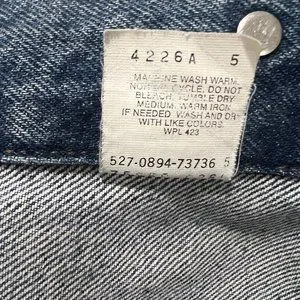 4226A 5
MACHINE WASH WARM,
NORMAL CYCLE, DO NOT
BLEACH, TUMBLE DRY
MEDIUM, WARM IRON
IF NEEDED. WASH AND DRY
WITH LIKE COLORS.
WPL 423
527-0894-73736 5